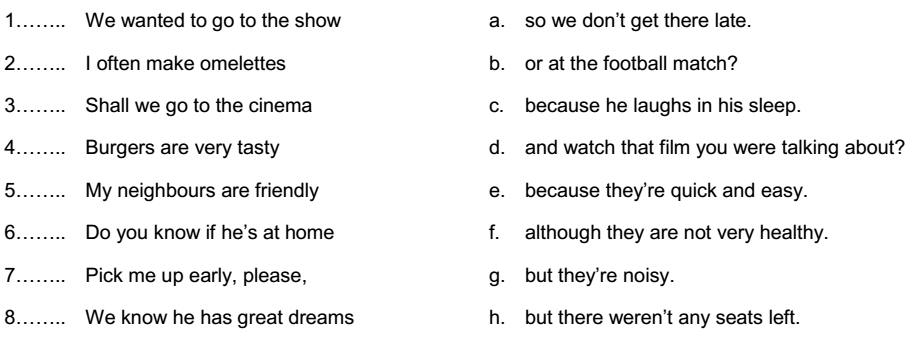 1…….. We wanted to go to the show a. so we don’t get there late.
2…….. I often make omelettes b. or at the football match?
3…….. Shall we go to the cinema c. because he laughs in his sleep.
4…….. Burgers are very tasty d. and watch that film you were talking about?
5…….. My neighbours are friendly e. because they’re quick and easy.
6…….. Do you know if he’s at home f. although they are not very healthy.
7…….. Pick me up early, please, g. but they’re noisy.
8…….. We know he has great dreams h. but there weren’t any seats left.